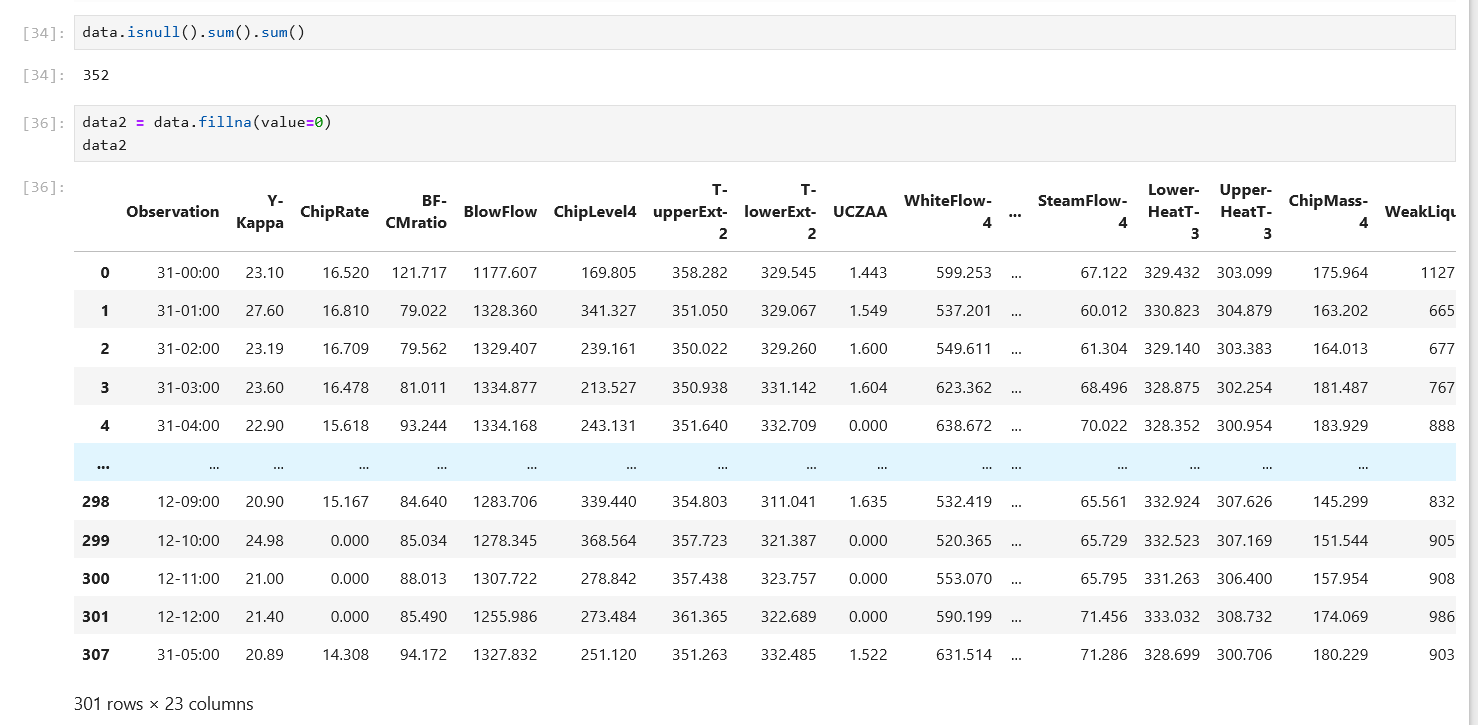 [34]: data.isnull().sum().sum()
[34]: 352
[36]: data2 = data.fillna(value=0)
data2
[36]:
Observation Y-Kappa ChipRate BF-CMratio BlowFlow ChipLevel4 T-upperExt-2 T-lowerExt-2 UCZAA WhiteFlow-4 ... SteamFlow-4 Lower-HeatT-3 Upper-HeatT-3 ChipMass-4 WeakLiqu
0 31-00:00 23.10 16.520 121.717 1177.607 169.805 358.282 329.545 1.443 599.253 ... 67.122 329.432 303.099 175.964 1127
1 31-01:00 27.60 16.810 79.022 1328.360 341.327 351.050 329.067 1.549 537.201 ... 60.012 330.823 304.879 163.202 665
2 31-02:00 23.19 16.709 79.562 1329.407 239.161 350.022 329.260 1.600 549.611 ... 61.304 329.140 303.383 164.013 677
3 31-03:00 23.60 16.478 81.011 1334.877 213.527 350.938 331.142 1.604 623.362 ... 68.496 328.875 302.254 181.487 767
4 31-04:00 22.90 15.618 93.244 1334.168 243.131 351.640 332.709 0.000 638.672 ... 70.022 328.352 300.954 183.929 888
... ... ... ... ... ... ... ... ... ... ... ... ... ... ... ...
298 12-09:00 20.90 15.167 84.640 1283.706 339.440 354.803 311.041 1.635 532.419 ... 65.561 332.924 307.626 145.299 832
299 12-10:00 24.98 0.000 85.034 1278.345 368.564 357.723 321.387 0.000 520.365 ... 65.729 332.523 307.169 151.544 905
300 12-11:00 21.00 0.000 88.013 1307.722 278.842 357.438 323.757 0.000 553.070 ... 65.795 331.263 306.400 157.954 908
301 12-12:00 21.40 0.000 85.490 1255.986 273.484 361.365 322.689 0.000 590.199 ... 71.456 333.032 308.732 174.069 986
307 31-05:00 20.89 14.308 94.172 1327.832 251.120 351.263 332.485 1.522 631.514 ... 71.286 328.699 300.706 180.229 903
301 rows × 23 columns